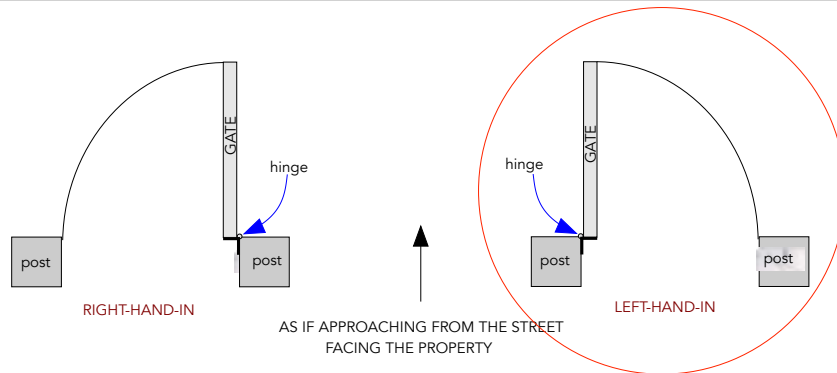 GATE
hinge
post
post
RIGHT-HAND-IN
AS IF APPROACHING FROM THE STREET
FACING THE PROPERTY
GATE
hinge
post
post
LEFT-HAND-IN